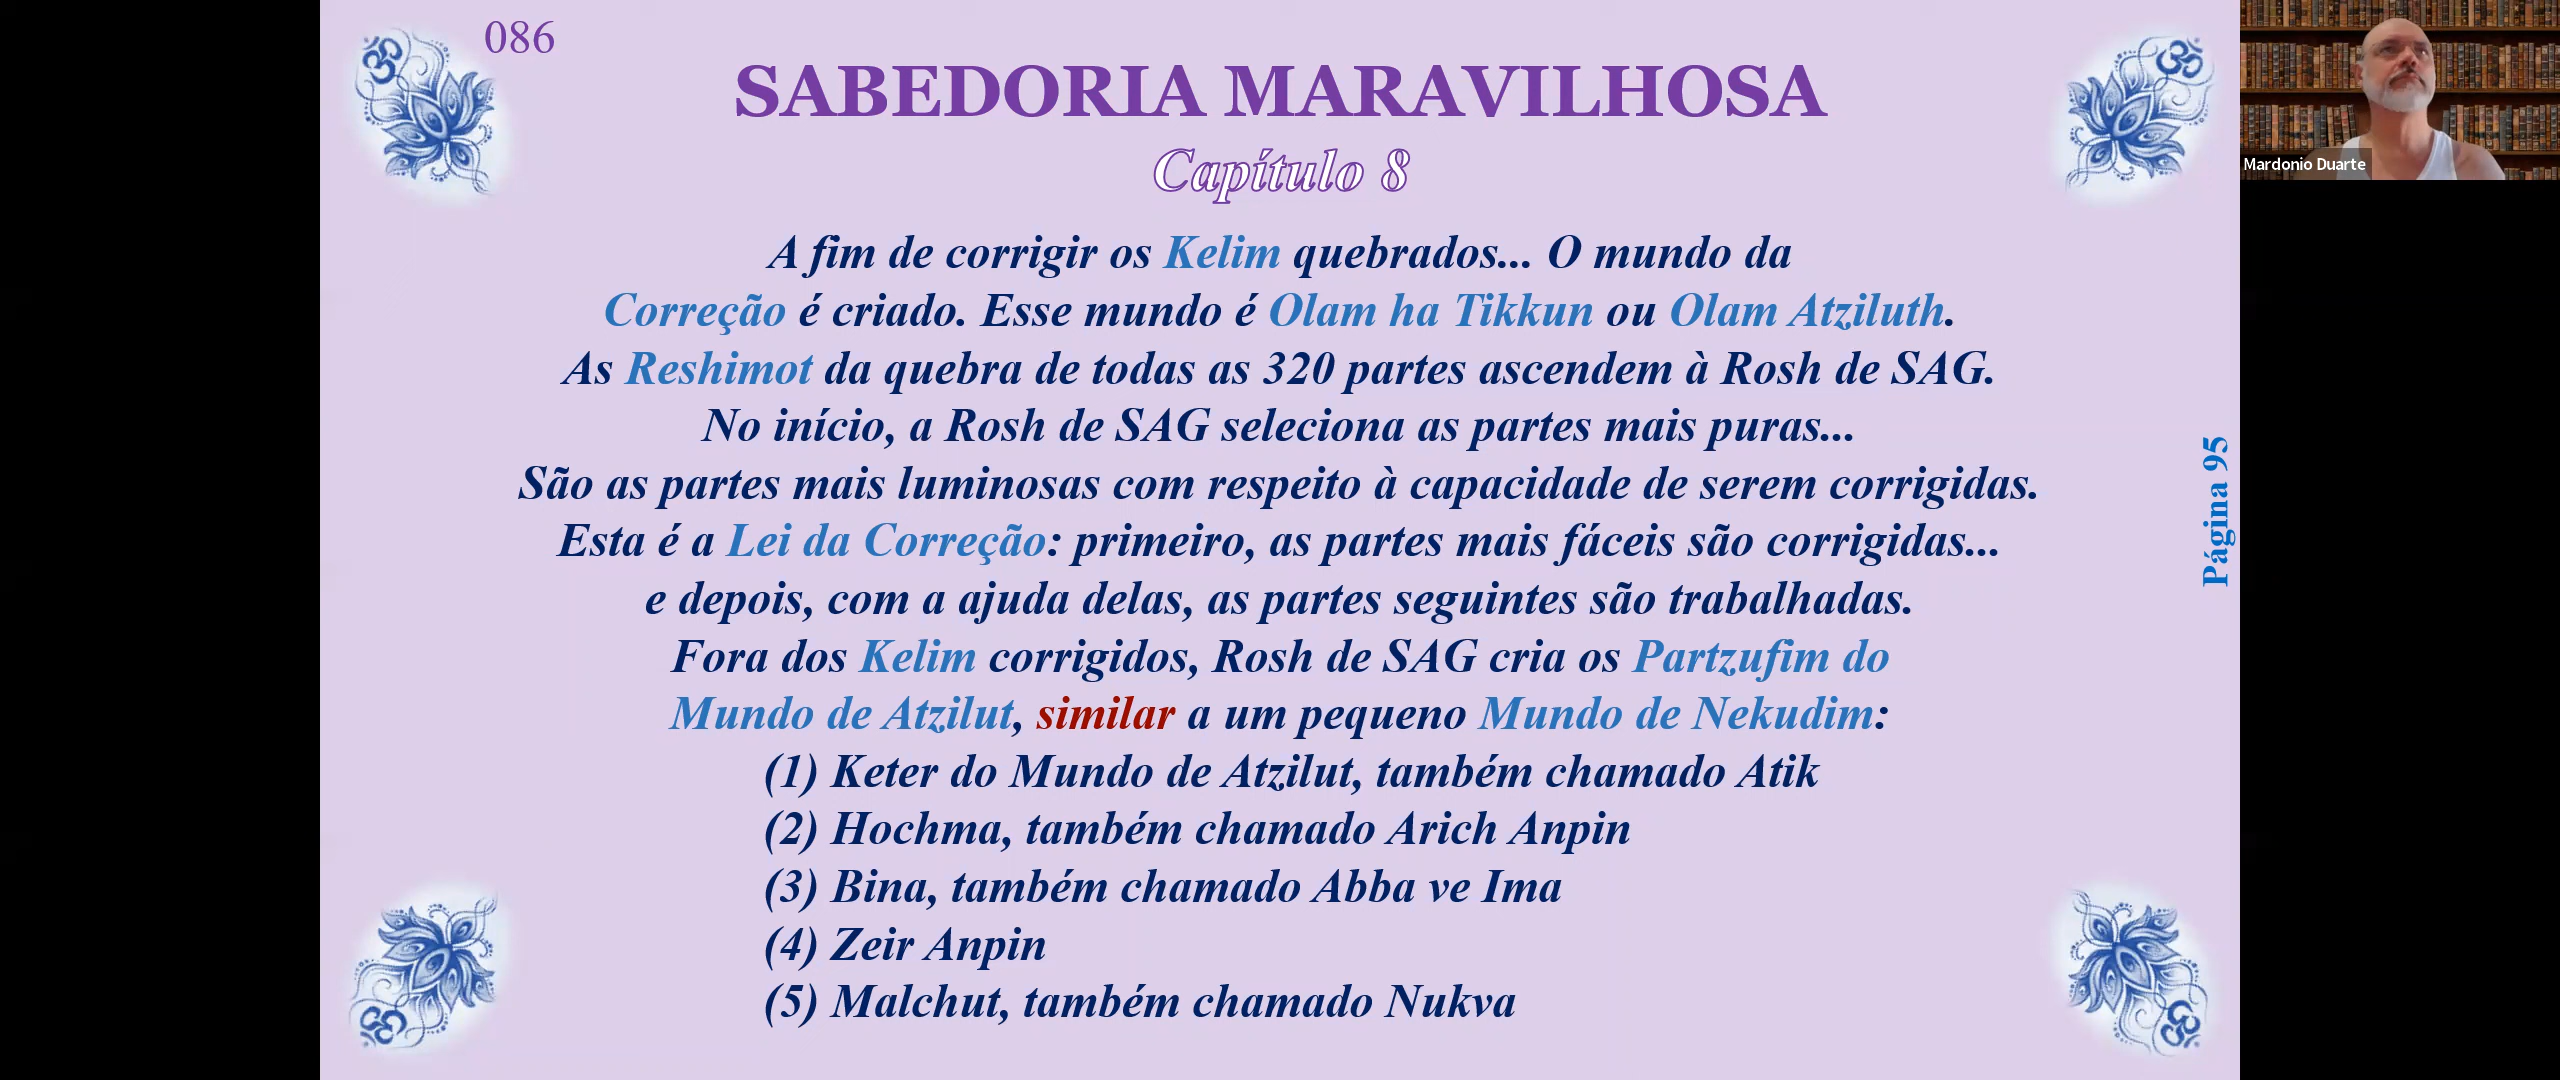 086
SABEDORIA MARAVILHOSA
Capítulo 8
A fim de corrigir os Kelim quebrados... O mundo da
Correção é criado. Esse mundo é Olam ha Tikkun ou Olam Atziluth.
As Reshimot da quebra de todas as 320 partes ascendem à Rosh de SAG.
No início, a Rosh de SAG seleciona as partes mais puras...
São as partes mais luminosas com respeito à capacidade de serem corrigidas.
Esta é a Lei da Correção: primeiro, as partes mais fáceis são corrigidas...
e depois, com a ajuda delas, as partes seguintes são trabalhadas.
Fora dos Kelim corrigidos, Rosh de SAG cria os Partzufim do
Mundo de Atzilut, similar a um pequeno Mundo de Nekudim:
(1) Keter do Mundo de Atzilut, também chamado Atik
(2) Hochma, também chamado Arich Anpin
(3) Bina, também chamado Abba ve Ima
(4) Zeir Anpin
(5) Malchut, também chamado Nukva
Página 95
Mardonio Duarte
ॐ
ॐ
ॐ
ॐ